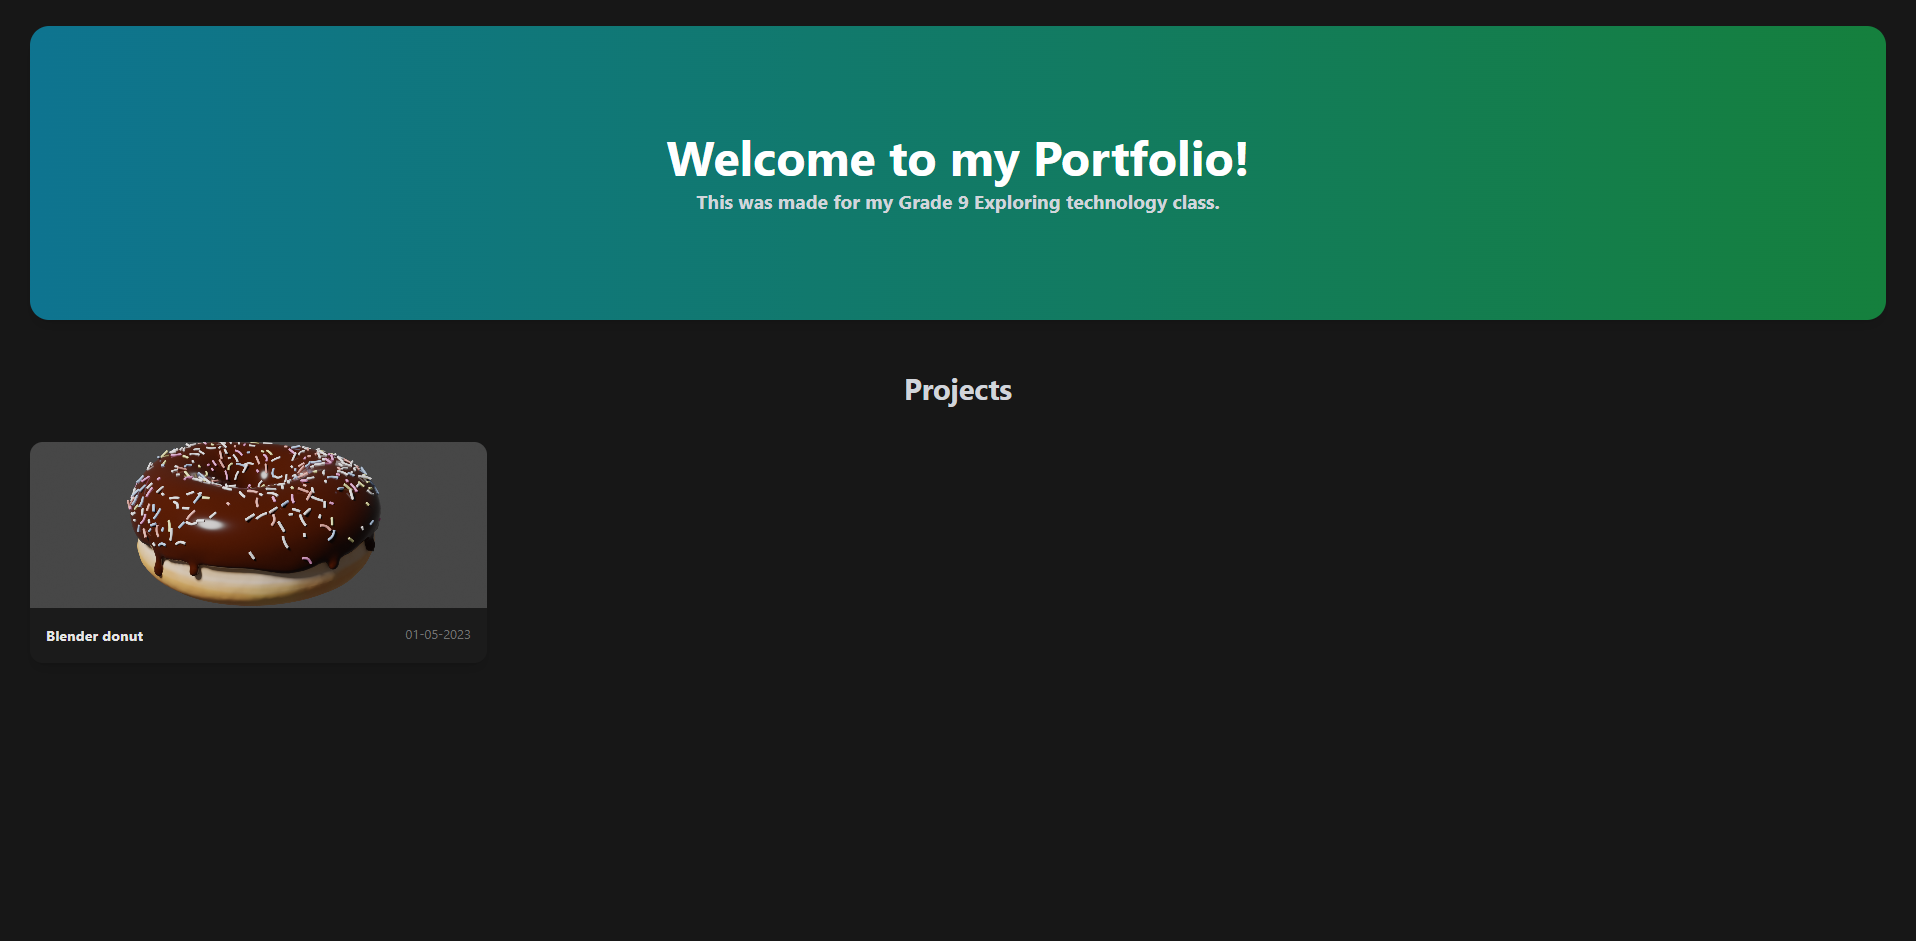 Welcome to my Portfolio!
This was made for my Grade 9 Exploring technology class.
Projects
Blender donut
01-05-2023